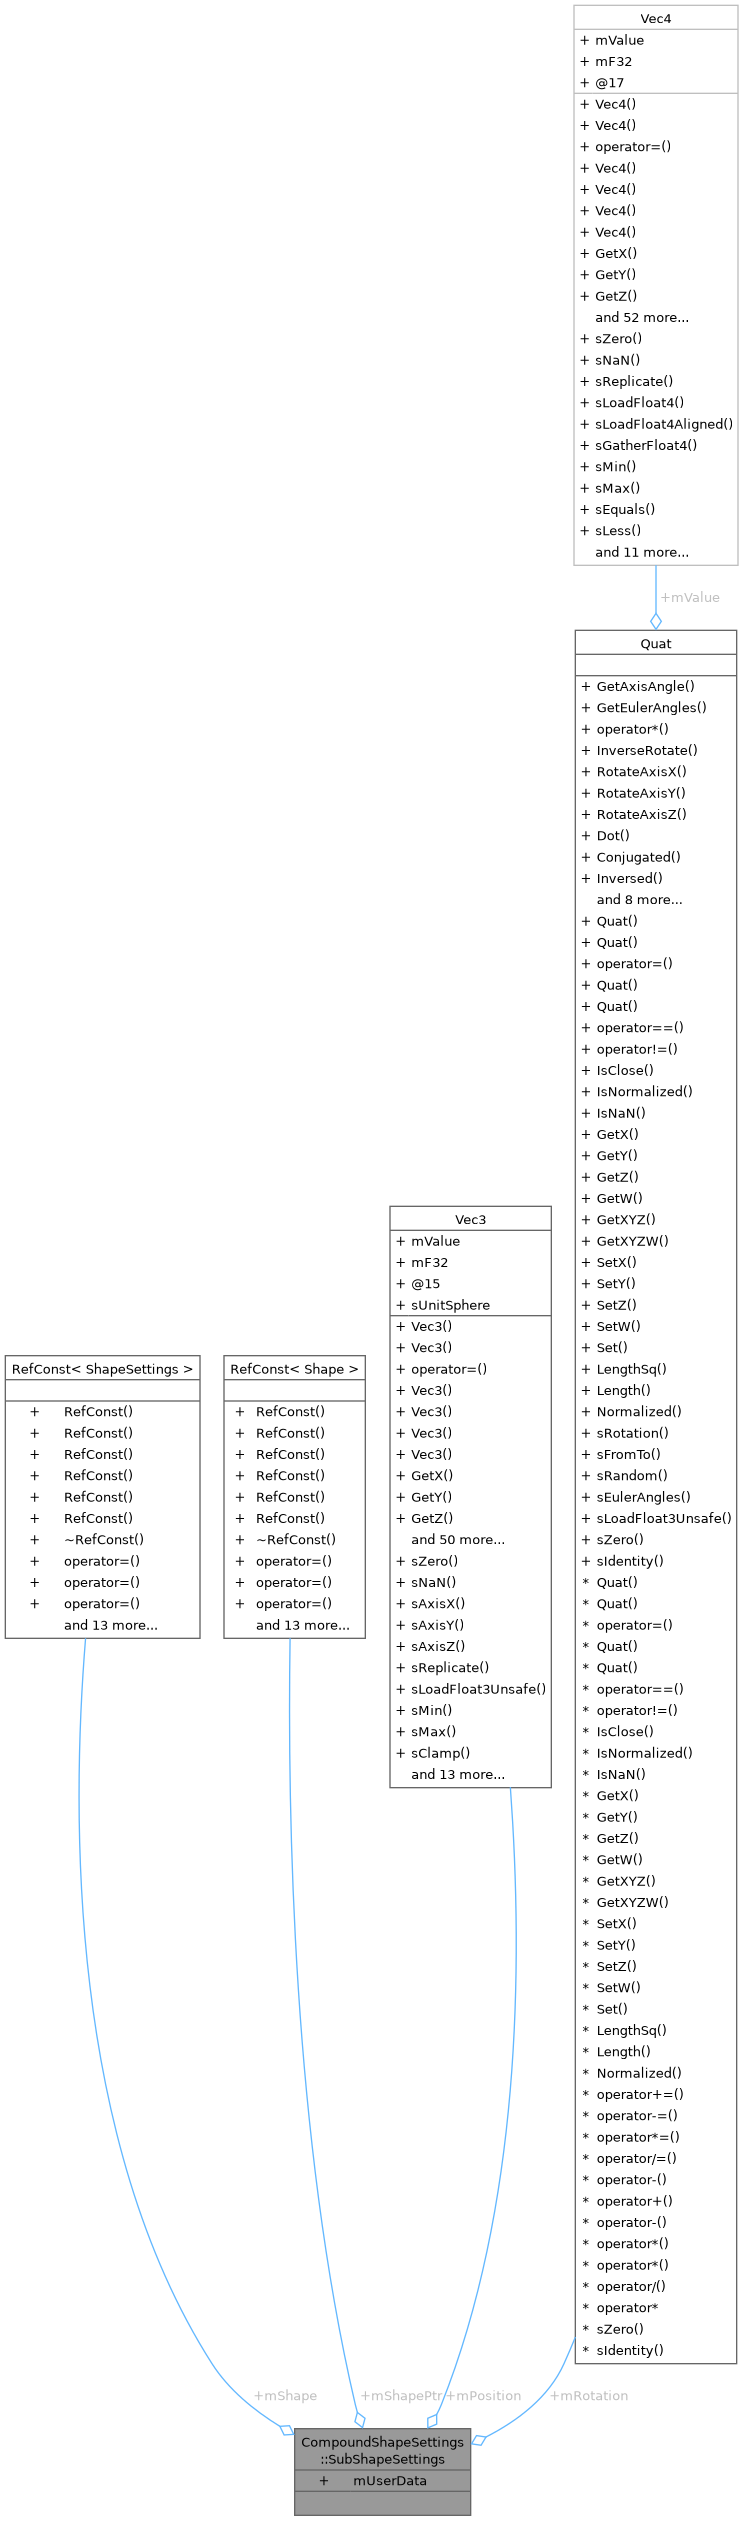 Vec4
+ mValue
+ mF32
+ @17
+ Vec4()
+ Vec4()
+ operator=()
+ Vec4()
+ Vec4()
+ Vec4()
+ Vec4()
+ GetX()
+ GetY()
+ GetZ()
and 52 more...
+ sZero()
+ sNaN()
+ sReplicate()
+ sLoadFloat4()
+ sLoadFloat4Aligned()
+ sGatherFloat4()
+ sMin()
+ sMax()
+ sEquals()
+ sLess()
and 11 more...
+mValue
Quat
+ GetAxisAngle()
+ GetEulerAngles()
+ operator*()
+ InverseRotate()
+ RotateAxisX()
+ RotateAxisY()
+ RotateAxisZ()
+ Dot()
+ Conjugated()
+ Inversed()
and 8 more...
+ Quat()
+ Quat()
+ operator=()
+ Quat()
+ Quat()
+ operator==()
+ operator!=()
+ IsClose()
+ IsNormalized()
+ IsNaN()
+ GetX()
+ GetY()
+ GetZ()
+ GetW()
+ GetXYZ()
+ GetXYZW()
+ SetX()
+ SetY()
+ SetZ()
+ SetW()
+ Set()
+ LengthSq()
+ Length()
+ Normalized()
+ sRotation()
+ sFromTo()
+ sRandom()
+ sEulerAngles()
+ sLoadFloat3Unsafe()
+ sZero()
+ sIdentity()
* Quat()
* Quat()
* operator=()
* Quat()
* Quat()
* operator==()
* operator!=()
* IsClose()
* IsNormalized()
* IsNaN()
* GetX()
* GetY()
* GetZ()
* GetW()
* GetXYZ()
* GetXYZW()
* SetX()
* SetY()
* SetZ()
* SetW()
* Set()
* LengthSq()
* Length()
* Normalized()
* operator+=()
* operator-=()
* operator*=()
* operator/=()
* operator-()
* operator+()
* operator-()
* operator*()
* operator*()
* operator/()
* operator*
* sZero()
* sIdentity()
Vec3
+ mValue
+ mF32
+ @15
+ sUnitSphere
+ Vec3()
+ Vec3()
+ operator=()
+ Vec3()
+ Vec3()
+ Vec3()
+ Vec3()
+ GetX()
+ GetY()
+ GetZ()
and 50 more...
+ sZero()
+ sNaN()
+ sAxisX()
+ sAxisY()
+ sAxisZ()
+ sReplicate()
+ sLoadFloat3Unsafe()
+ sMin()
+ sMax()
+ sClamp()
and 13 more...
RefConst< ShapeSettings >
+ RefConst()
+ RefConst()
+ RefConst()
+ RefConst()
+ RefConst()
+ RefConst()
+ ~RefConst()
+ operator=()
+ operator=()
+ operator=()
and 13 more...
RefConst< Shape >
+ RefConst()
+ RefConst()
+ RefConst()
+ RefConst()
+ RefConst()
+ RefConst()
+ ~RefConst()
+ operator=()
+ operator=()
+ operator=()
and 13 more...
+mShape
+mShapePtr
+mPosition
+mRotation
CompoundShapeSettings
::SubShapeSettings
+ mUserData